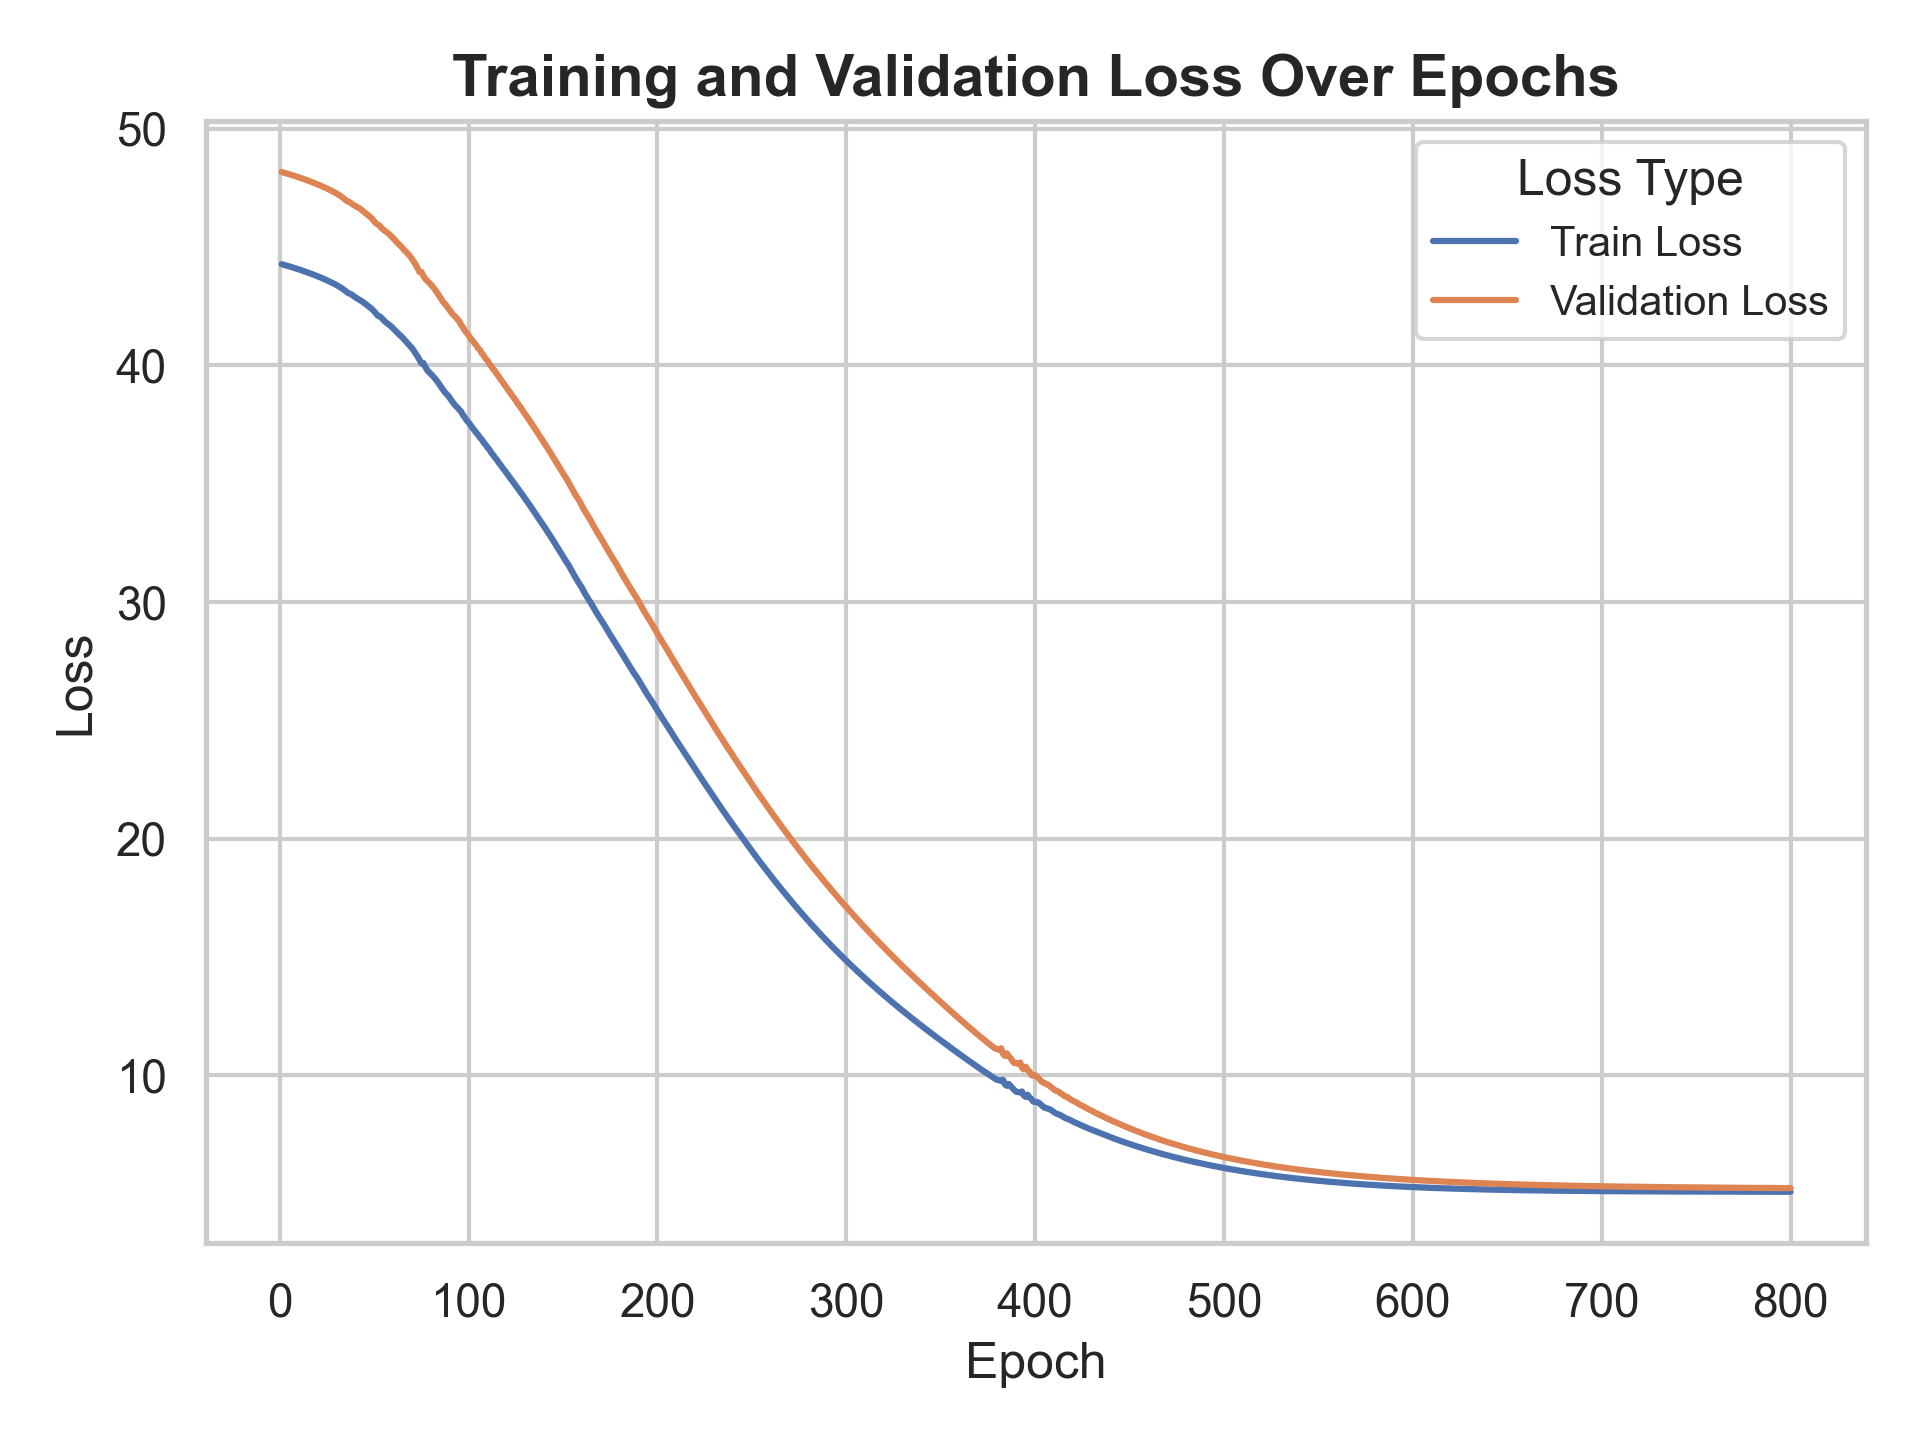 Training and Validation Loss Over Epochs
50
40
30
20
10
Loss
Loss Type
Train Loss
Validation Loss
0 100 200 300 400 500 600 700 800
Epoch